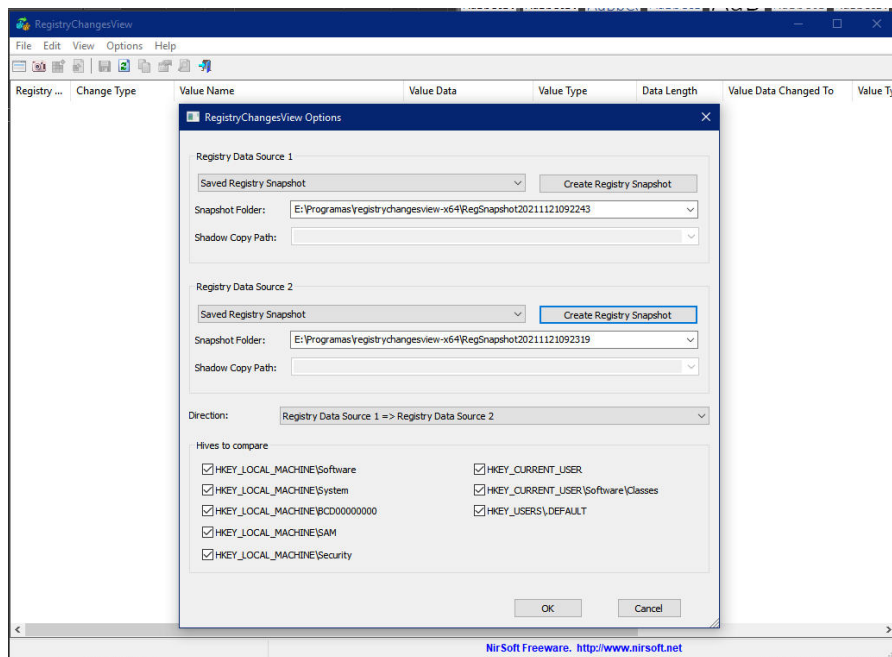 RegistryChangesView
File Edit View Options Help
Registry ... Change Type Value Name Value Data Value Type Data Length Value Data Changed To Value Ty
RegistryChangesView Options
Registry Data Source 1
Saved Registry Snapshot Create Registry Snapshot
Snapshot Folder: E:\Programas\registrychangesview-x64\RegSnapshot20211121092243
Shadow Copy Path:
Registry Data Source 2
Saved Registry Snapshot Create Registry Snapshot
Snapshot Folder: E:\Programas\registrychangesview-x64\RegSnapshot20211121092319
Shadow Copy Path:
Direction: Registry Data Source 1 => Registry Data Source 2
Hives to compare
HKEY_LOCAL_MACHINE\Software HKEY_CURRENT_USER
HKEY_LOCAL_MACHINE\System HKEY_CURRENT_USER\Software\Classes
HKEY_LOCAL_MACHINE\BCD00000000 HKEY_USERS\.DEFAULT
HKEY_LOCAL_MACHINE\SAM
HKEY_LOCAL_MACHINE\Security
OK Cancel
NirSoft Freeware. http://www.nirsoft.net